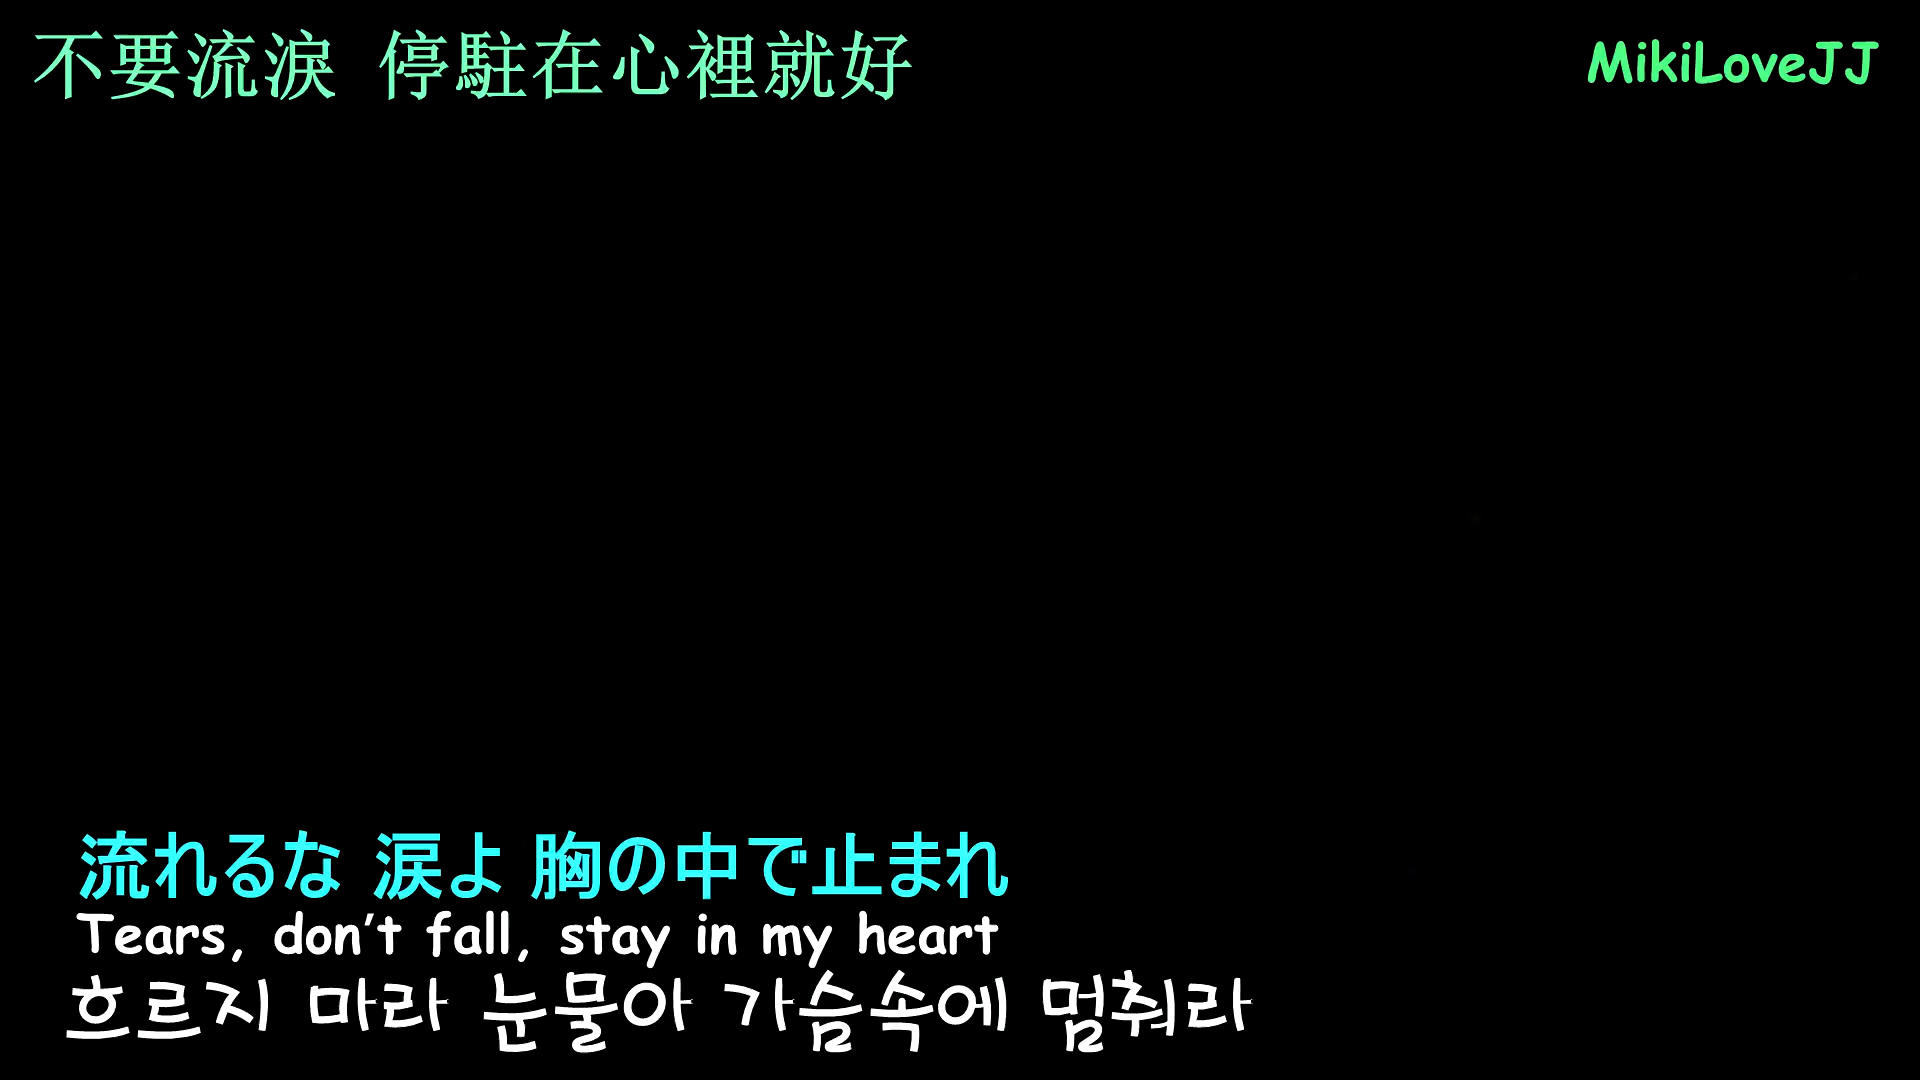 不要流淚 停駐在心裡就好
MikiLoveJJ
流れるな 涙よ 胸の中で止まれ
Tears, don't fall, stay in my heart
흐르지 마라 눈물아 가슴속에 멈춰라